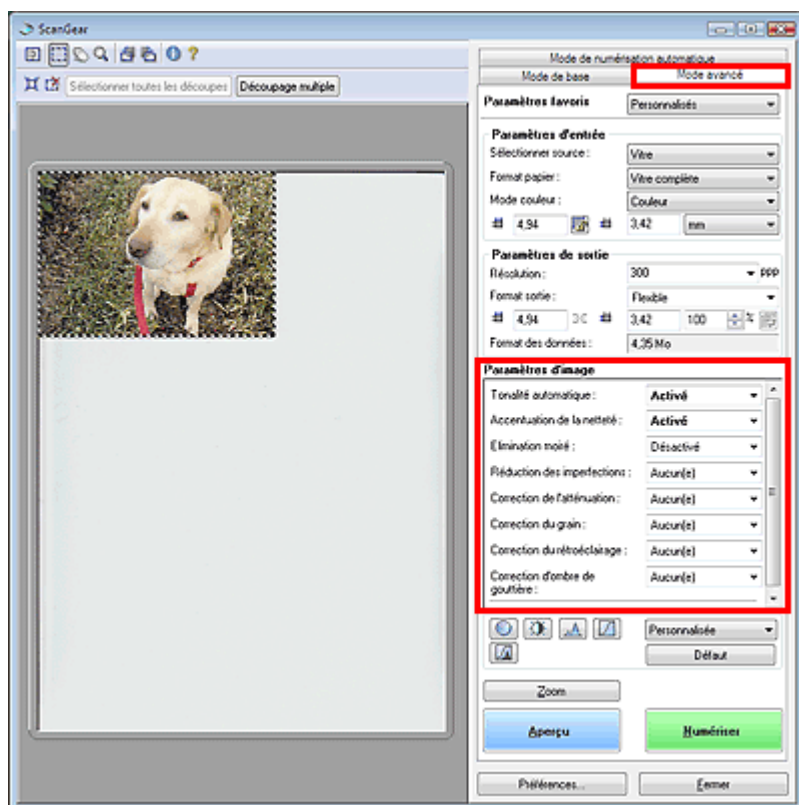 ScanGear
Sélectionner toutes les découpes Découpage multiple
Mode de numérisation automatique
Mode de base Mode avancé
Paramètres favoris Personnalisés
Paramètres d'entrée
Sélectionner source : Vitre
Format papier : Vitre complète
Mode couleur : Couleur
4,94 3,42 mm
Paramètres de sortie
Résolution : 300 PPP
Format sortie : Flexible
4,94 3,42 100 %
Format des données : 4,35 Mo
Paramètres d'image
Tonalité automatique : Activé
Accentuation de la netteté : Activé
Elimination moiré : Désactivé
Réduction des imperfections : Aucun(e)
Correction de l'atténuation : Aucun(e)
Correction du grain : Aucun(e)
Correction du rétroéclairage : Aucun(e)
Correction d'ombre de
gouttière : Aucun(e)
Personnalisée
Défaut
Zoom
Aperçu Numériser
Préférences... Fermer